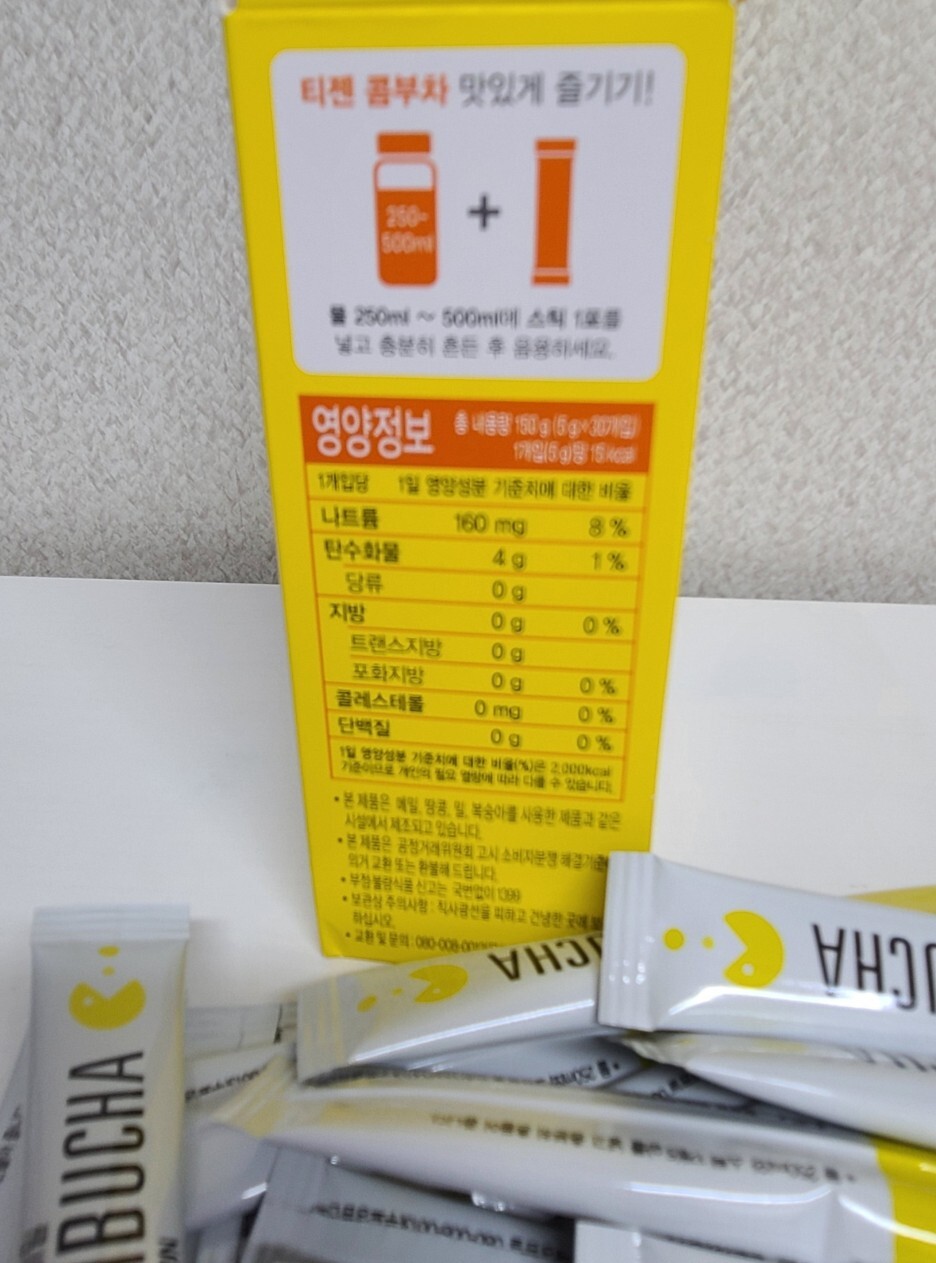 티젠 콤부차 맛있게 즐기기!
250~
500ml
+
물 250ml ~ 500ml에 스틱 1포를
넣고 충분히 흔든 후 음용하세요.
영양정보
총 내용량 150g (5g×30개입)
1개입(5g)당 15kcal
1개입당 1일 영양성분 기준치에 대한 비율
나트륨 160 mg 8 %
탄수화물 4 g 1 %
당류 0 g
지방 0 g 0 %
트랜스지방 0 g
포화지방 0 g 0 %
콜레스테롤 0 mg 0 %
단백질 0 g 0 %
1일 영양성분 기준치에 대한 비율(%)은 2,000kcal
기준이므로 개인의 필요 열량에 따라 다를 수 있습니다.
• 본 제품은 메밀, 땅콩, 밀, 복숭아를 사용한 제품과 같은
시설에서 제조되고 있습니다.
• 본 제품은 공정거래위원회 고시 소비자분쟁 해결기준
의거 교환 또는 환불해 드립니다.
• 부정·불량식품 신고는 국번없이 1399
• 보관상 주의사항 : 직사광선을 피하고 건냉한 곳에
하십시오.
• 교환 및 문의 : 080-008-00
UCHA
UCHA
IBUCHA